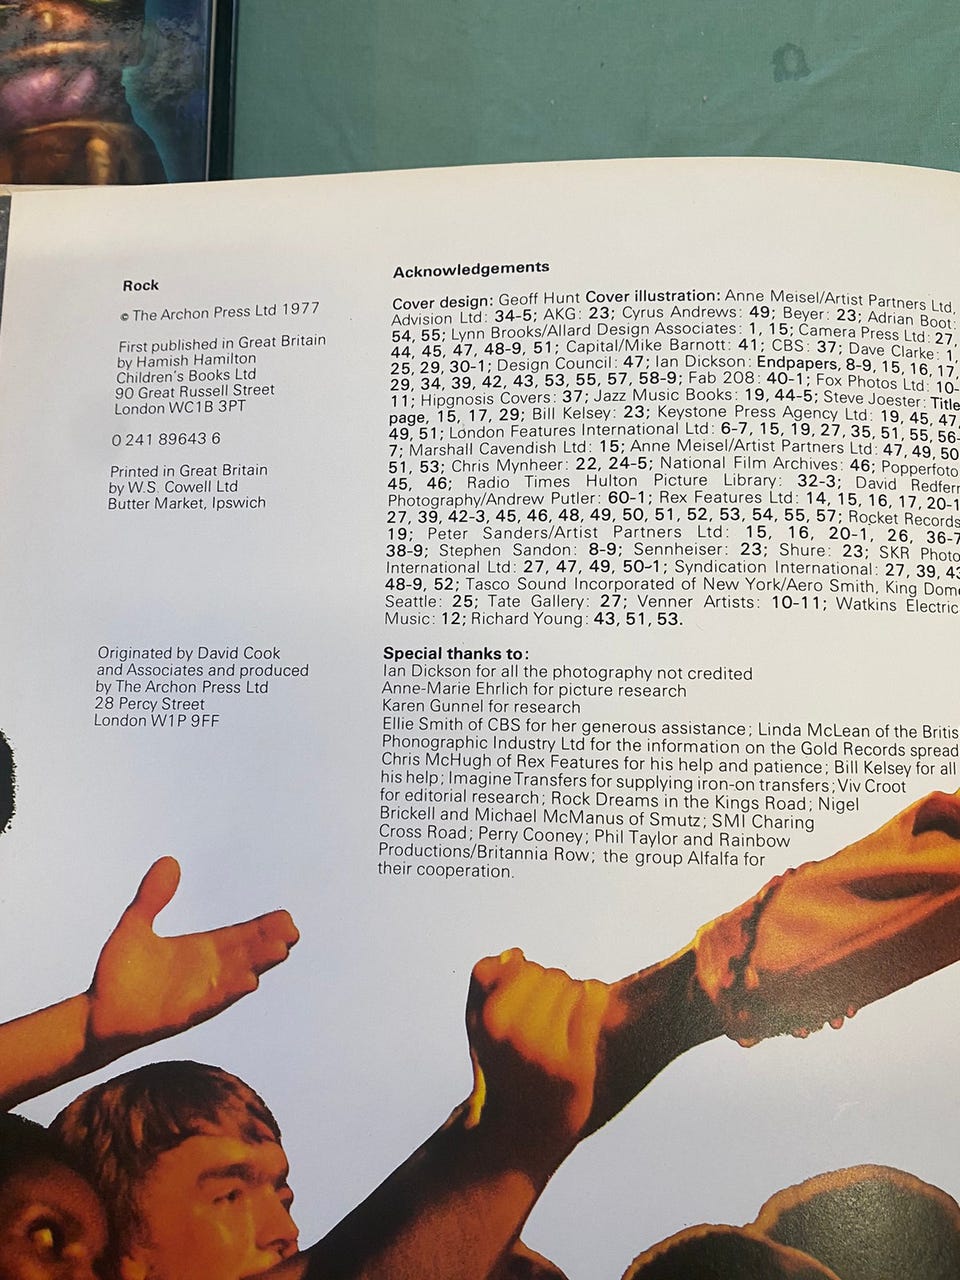 Rock
© The Archon Press Ltd 1977
First published in Great Britain
by Hamish Hamilton
Children's Books Ltd
90 Great Russell Street
London WC1B 3PT
0 241 89643 6
Printed in Great Britain
by W.S. Cowell Ltd
Butter Market, Ipswich
Originated by David Cook
and Associates and produced
by The Archon Press Ltd
28 Percy Street
London W1P 9FF
Acknowledgements
Cover design: Geoff Hunt Cover illustration: Anne Meisel/Artist Partners Ltd,
Advision Ltd: 34-5; AKG: 23; Cyrus Andrews: 49; Beyer: 23; Adrian Boot:
54, 55; Lynn Brooks/Allard Design Associates: 1, 15; Camera Press Ltd: 27,
44, 45, 47, 48-9, 51; Capital/Mike Barnott: 41; CBS: 37; Dave Clarke: 1
25, 29, 30-1; Design Council: 47; Ian Dickson: Endpapers, 8-9, 15, 16, 17,
29, 34, 39, 42, 43, 53, 55, 57, 58-9; Fab 208: 40-1; Fox Photos Ltd: 10-
11; Hipgnosis Covers: 37; Jazz Music Books: 19, 44-5; Steve Joester: Title
page, 15, 17, 29; Bill Kelsey: 23; Keystone Press Agency Ltd: 19, 45, 47,
49, 51; London Features International Ltd: 6-7, 15, 19, 27, 35, 51, 55, 56-
7; Marshall Cavendish Ltd: 15; Anne Meisel/Artist Partners Ltd: 47, 49, 50
51, 53; Chris Mynheer: 22, 24-5; National Film Archives: 46; Popperfoto
45, 46; Radio Times Hulton Picture Library: 32-3; David Redfern
Photography/Andrew Putler: 60-1; Rex Features Ltd: 14, 15, 16, 17, 20-1
27, 39, 42-3, 45, 46, 48, 49, 50, 51, 52, 53, 54, 55, 57; Rocket Records
19; Peter Sanders/Artist Partners Ltd: 15, 16, 20-1, 26, 36-7
38-9; Stephen Sandon: 8-9; Sennheiser: 23; Shure: 23; SKR Photo
International Ltd: 27, 47, 49, 50-1; Syndication International: 27, 39, 43
48-9, 52; Tasco Sound Incorporated of New York/Aero Smith, King Dome
Seattle: 25; Tate Gallery: 27; Venner Artists: 10-11; Watkins Electric
Music: 12; Richard Young: 43, 51, 53.
Special thanks to:
Ian Dickson for all the photography not credited
Anne-Marie Ehrlich for picture research
Karen Gunnel for research
Ellie Smith of CBS for her generous assistance; Linda McLean of the Britis
Phonographic Industry Ltd for the information on the Gold Records spread
Chris McHugh of Rex Features for his help and patience; Bill Kelsey for all
his help; Imagine Transfers for supplying iron-on transfers; Viv Croot
for editorial research; Rock Dreams in the Kings Road; Nigel
Brickell and Michael McManus of Smutz; SMI Charing
Cross Road; Perry Cooney; Phil Taylor and Rainbow
Productions/Britannia Row; the group Alfalfa for
their cooperation.